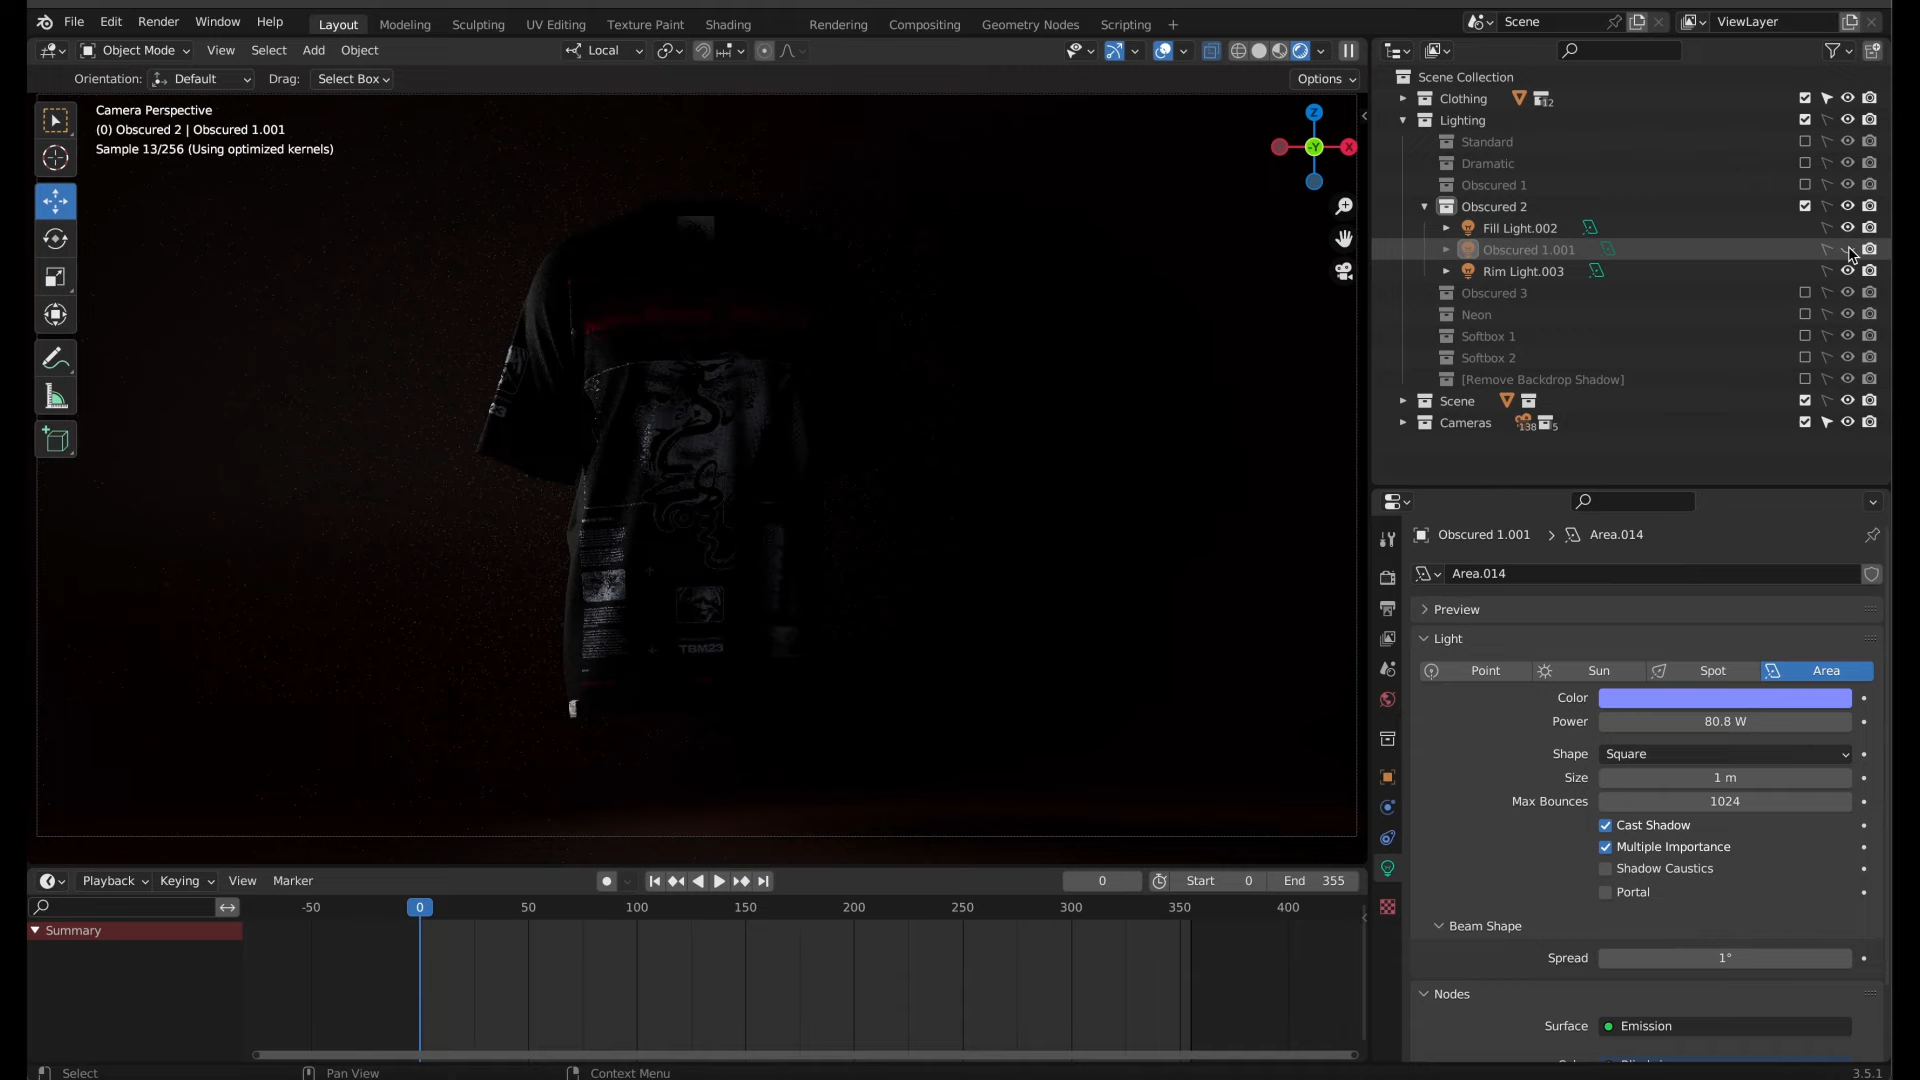 File Edit Render Window Help Layout Modeling Sculpting UV Editing Texture Paint Shading Rendering Compositing Geometry Nodes Scripting + Scene ViewLayer
Object Mode View Select Add Object Local
Orientation: Default Drag: Select Box Options
Camera Perspective
(0) Obscured 2 | Obscured 1.001
Sample 13/256 (Using optimized kernels)
Z
-Y X
TBM23
Scene Collection
Clothing 12
Lighting
Standard
Dramatic
Obscured 1
Obscured 2
Fill Light.002
Obscured 1.001
Rim Light.003
Obscured 3
Neon
Softbox 1
Softbox 2
[Remove Backdrop Shadow]
Scene
Cameras 138 5
Obscured 1.001 > Area.014
Area.014
Preview
Light
Point Sun Spot Area
Color
Power 80.8 W
Shape Square
Size 1 m
Max Bounces 1024
Cast Shadow
Multiple Importance
Shadow Caustics
Portal
Beam Shape
Spread 1°
Nodes
Surface Emission
Playback Keying View Marker 0 Start 0 End 355
-50 0 50 100 150 200 250 300 350 400
Summary
Select Pan View Context Menu 3.5.1